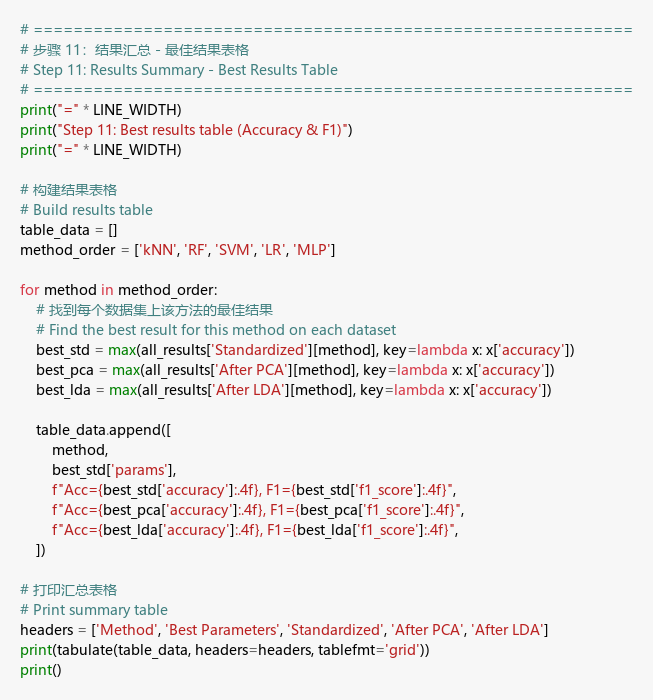 # ============================================================
# 步骤 11：结果汇总 - 最佳结果表格
# Step 11: Results Summary - Best Results Table
# ============================================================
print("=" * LINE_WIDTH)
print("Step 11: Best results table (Accuracy & F1)")
print("=" * LINE_WIDTH)

# 构建结果表格
# Build results table
table_data = []
method_order = ['kNN', 'RF', 'SVM', 'LR', 'MLP']

for method in method_order:
    # 找到每个数据集上该方法的最佳结果
    # Find the best result for this method on each dataset
    best_std = max(all_results['Standardized'][method], key=lambda x: x['accuracy'])
    best_pca = max(all_results['After PCA'][method], key=lambda x: x['accuracy'])
    best_lda = max(all_results['After LDA'][method], key=lambda x: x['accuracy'])

    table_data.append([
        method,
        best_std['params'],
        f"Acc={best_std['accuracy']:.4f}, F1={best_std['f1_score']:.4f}",
        f"Acc={best_pca['accuracy']:.4f}, F1={best_pca['f1_score']:.4f}",
        f"Acc={best_lda['accuracy']:.4f}, F1={best_lda['f1_score']:.4f}",
    ])

# 打印汇总表格
# Print summary table
headers = ['Method', 'Best Parameters', 'Standardized', 'After PCA', 'After LDA']
print(tabulate(table_data, headers=headers, tablefmt='grid'))
print()